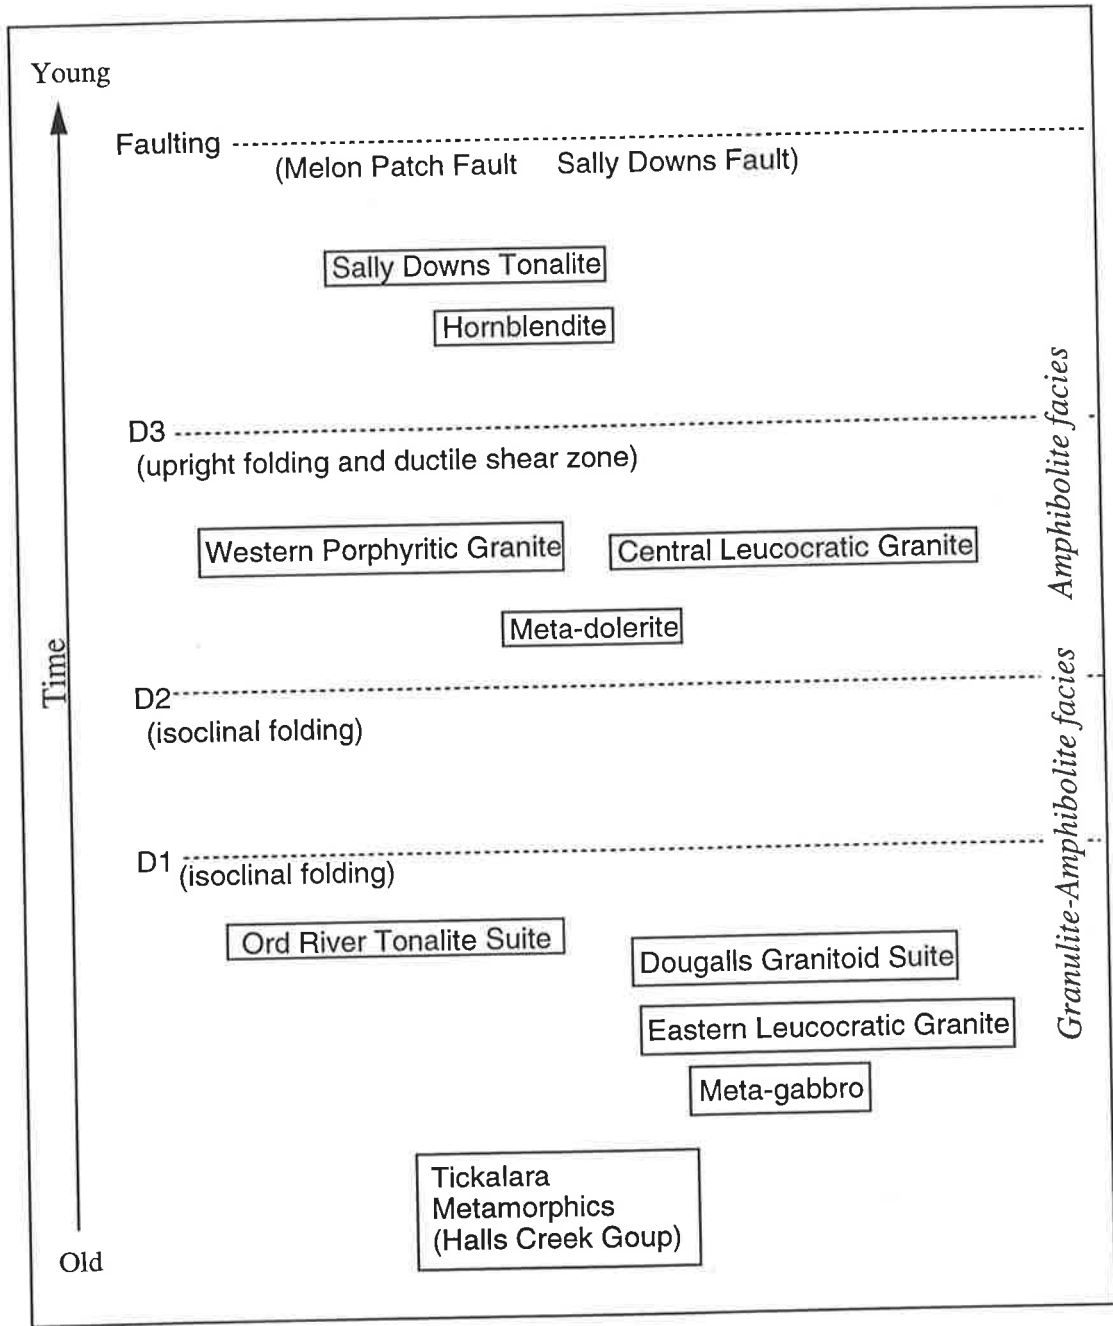 Young
Faulting
(Melon Patch Fault Sally Downs Fault)
Sally Downs Tonalite
Hornblendite
D3
(upright folding and ductile shear zone)
Western Porphyritic Granite
Central Leucocratic Granite
Meta-dolerite
D2
(isoclinal folding)
D1
(isoclinal folding)
Ord River Tonalite Suite
Dougalls Granitoid Suite
Eastern Leucocratic Granite
Meta-gabbro
Tickalara
Metamorphics
(Halls Creek Goup)
Old
Time
Amphibolite facies
Granulite-Amphibolite facies